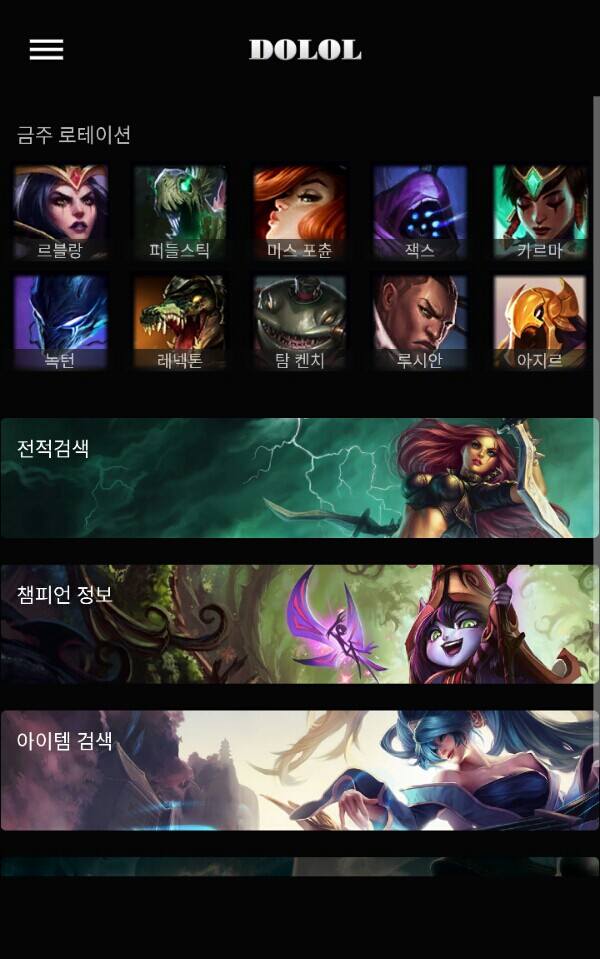 DOLOL
금주 로테이션
르블랑 피들스틱 미스 포츈 잭스 카르마
녹턴 레넥톤 탐 켄치 루시안 아지르
전적검색
챔피언 정보
아이템 검색